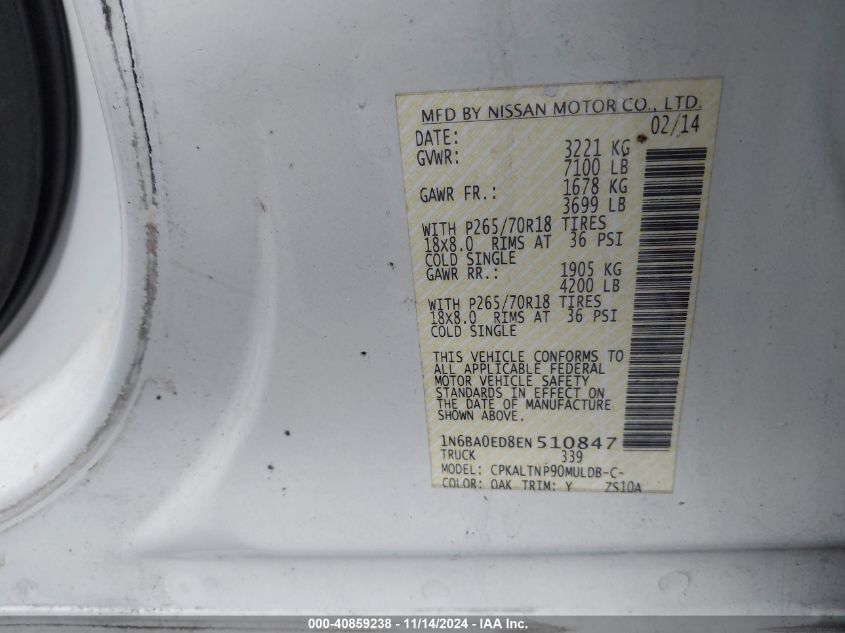 MFD BY NISSAN MOTOR CO., LTD.
DATE: 02/14
GVWR: 3221 KG
7100 LB
GAWR FR.: 1678 KG
3699 LB
WITH P265/70R18 TIRES
18x8.0 RIMS AT 36 PSI
COLD SINGLE
GAWR RR.: 1905 KG
4200 LB
WITH P265/70R18 TIRES
18x8.0 RIMS AT 36 PSI
COLD SINGLE
THIS VEHICLE CONFORMS TO
ALL APPLICABLE FEDERAL
MOTOR VEHICLE SAFETY
STANDARDS IN EFFECT ON
THE DATE OF MANUFACTURE
SHOWN ABOVE.
1N6BA0ED8EN510847
TRUCK 339
MODEL: CPKALTNP90MULDB-C-
COLOR: QAK TRIM: Y ZS10A
000-40859238 - 11/14/2024 - IAA Inc.